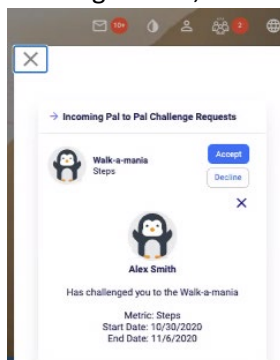 10+
2
Incoming Pal to Pal Challenge Requests
Walk-a-mania
Steps
Accept
Decline
Alex Smith
Has challenged you to the Walk-a-mania
Metric: Steps
Start Date: 10/30/2020
End Date: 11/6/2020